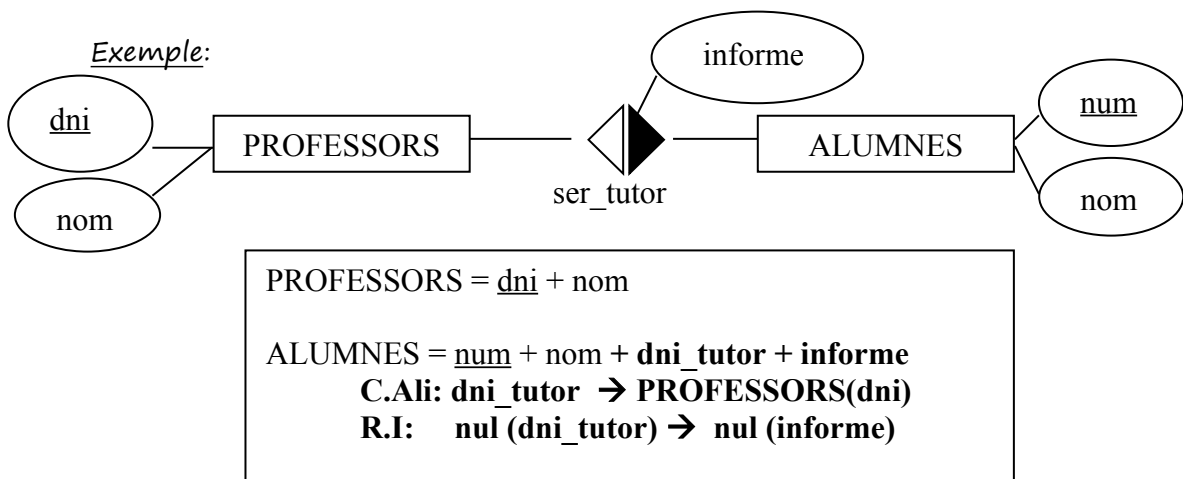 Exemple:
informe
dni
num
PROFESSORS
ALUMNES
ser_tutor
nom
nom
PROFESSORS = dni + nom
ALUMNES = num + nom + dni_tutor + informe
C.Ali: dni_tutor → PROFESSORS(dni)
R.I: nul (dni_tutor) → nul (informe)